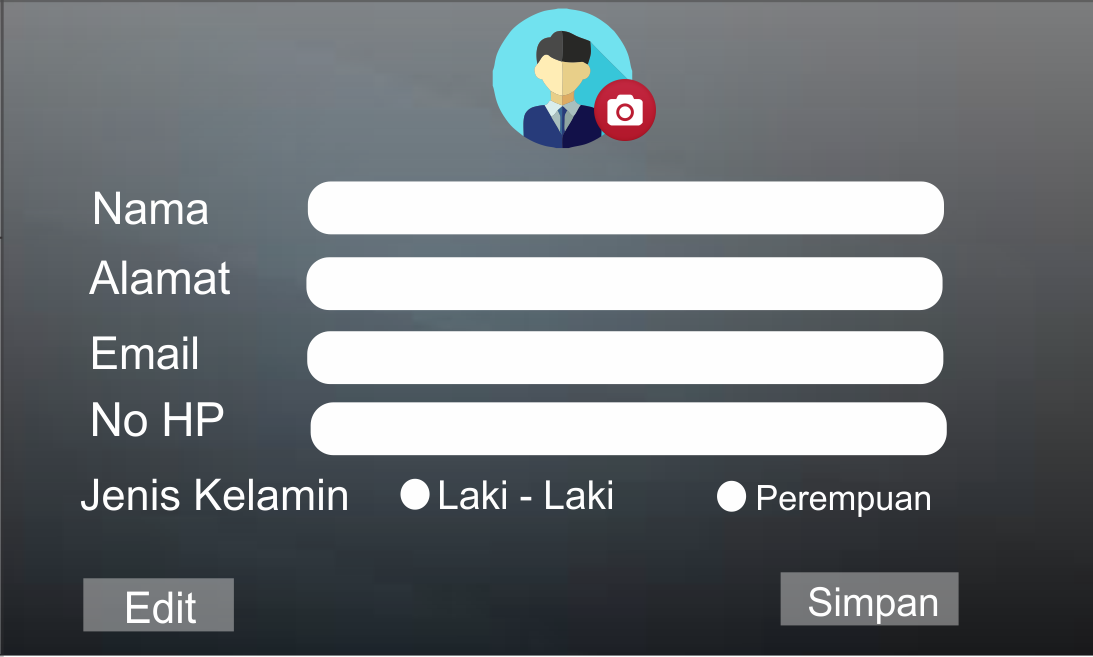 Nama
Alamat
Email
No HP
Jenis Kelamin Laki - Laki Perempuan
Edit Simpan